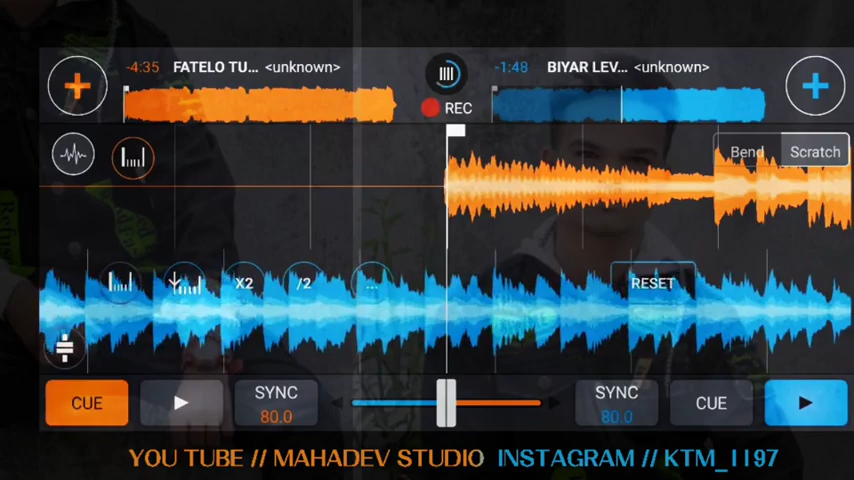 -4:35 FATELO TU... <unknown>
-1:48 BIYAR LEV... <unknown>
REC
Bend Scratch
X2 /2 ...
RESET
CUE SYNC 80.0
SYNC 80.0 CUE
YOU TUBE // MAHADEV STUDIO INSTAGRAM // KTM_1197